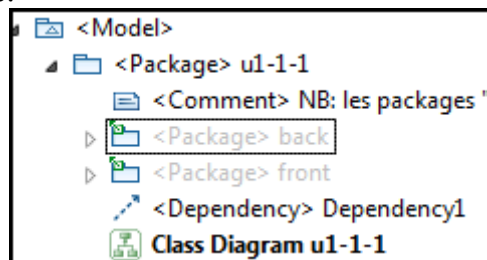 <Model>
<Package> u1-1-1
<Comment> NB: les packages "
<Package> back
<Package> front
<Dependency> Dependency1
Class Diagram u1-1-1